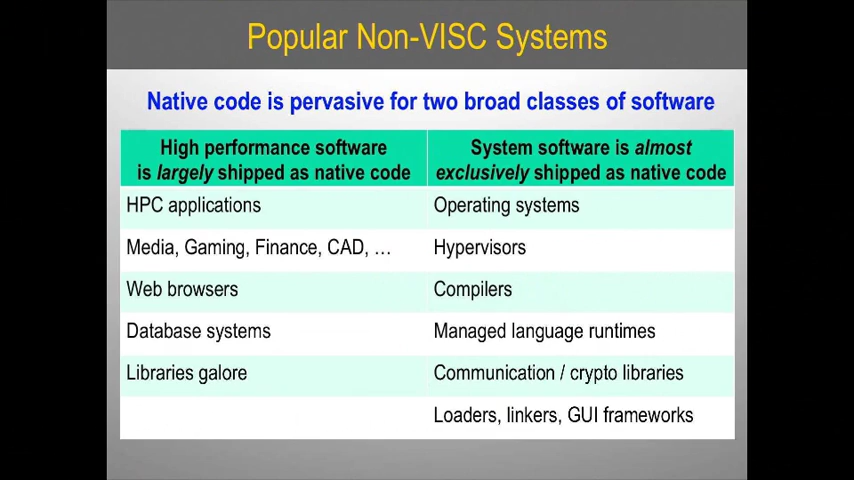 Popular Non-VISC Systems
Native code is pervasive for two broad classes of software
High performance software
is largely shipped as native code
System software is almost
exclusively shipped as native code
HPC applications
Operating systems
Media, Gaming, Finance, CAD, …
Hypervisors
Web browsers
Compilers
Database systems
Managed language runtimes
Libraries galore
Communication / crypto libraries
Loaders, linkers, GUI frameworks